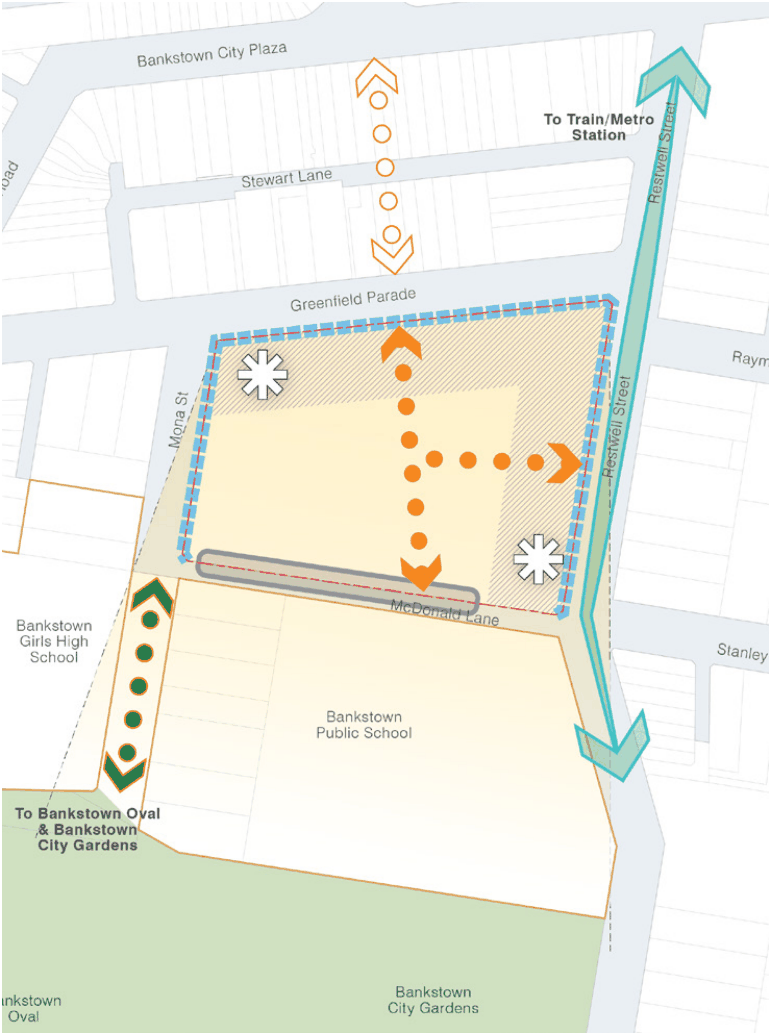 Bankstown City Plaza
To Train/Metro
Station
Restwell Street
oad
Stewart Lane
Greenfield Parade
Raym
Mona St
Restwell Street
McDonald Lane
Bankstown
Girls High
School
Stanley
Bankstown
Public School
To Bankstown Oval
& Bankstown
City Gardens
Bankstown
City Gardens
ankstown
Oval